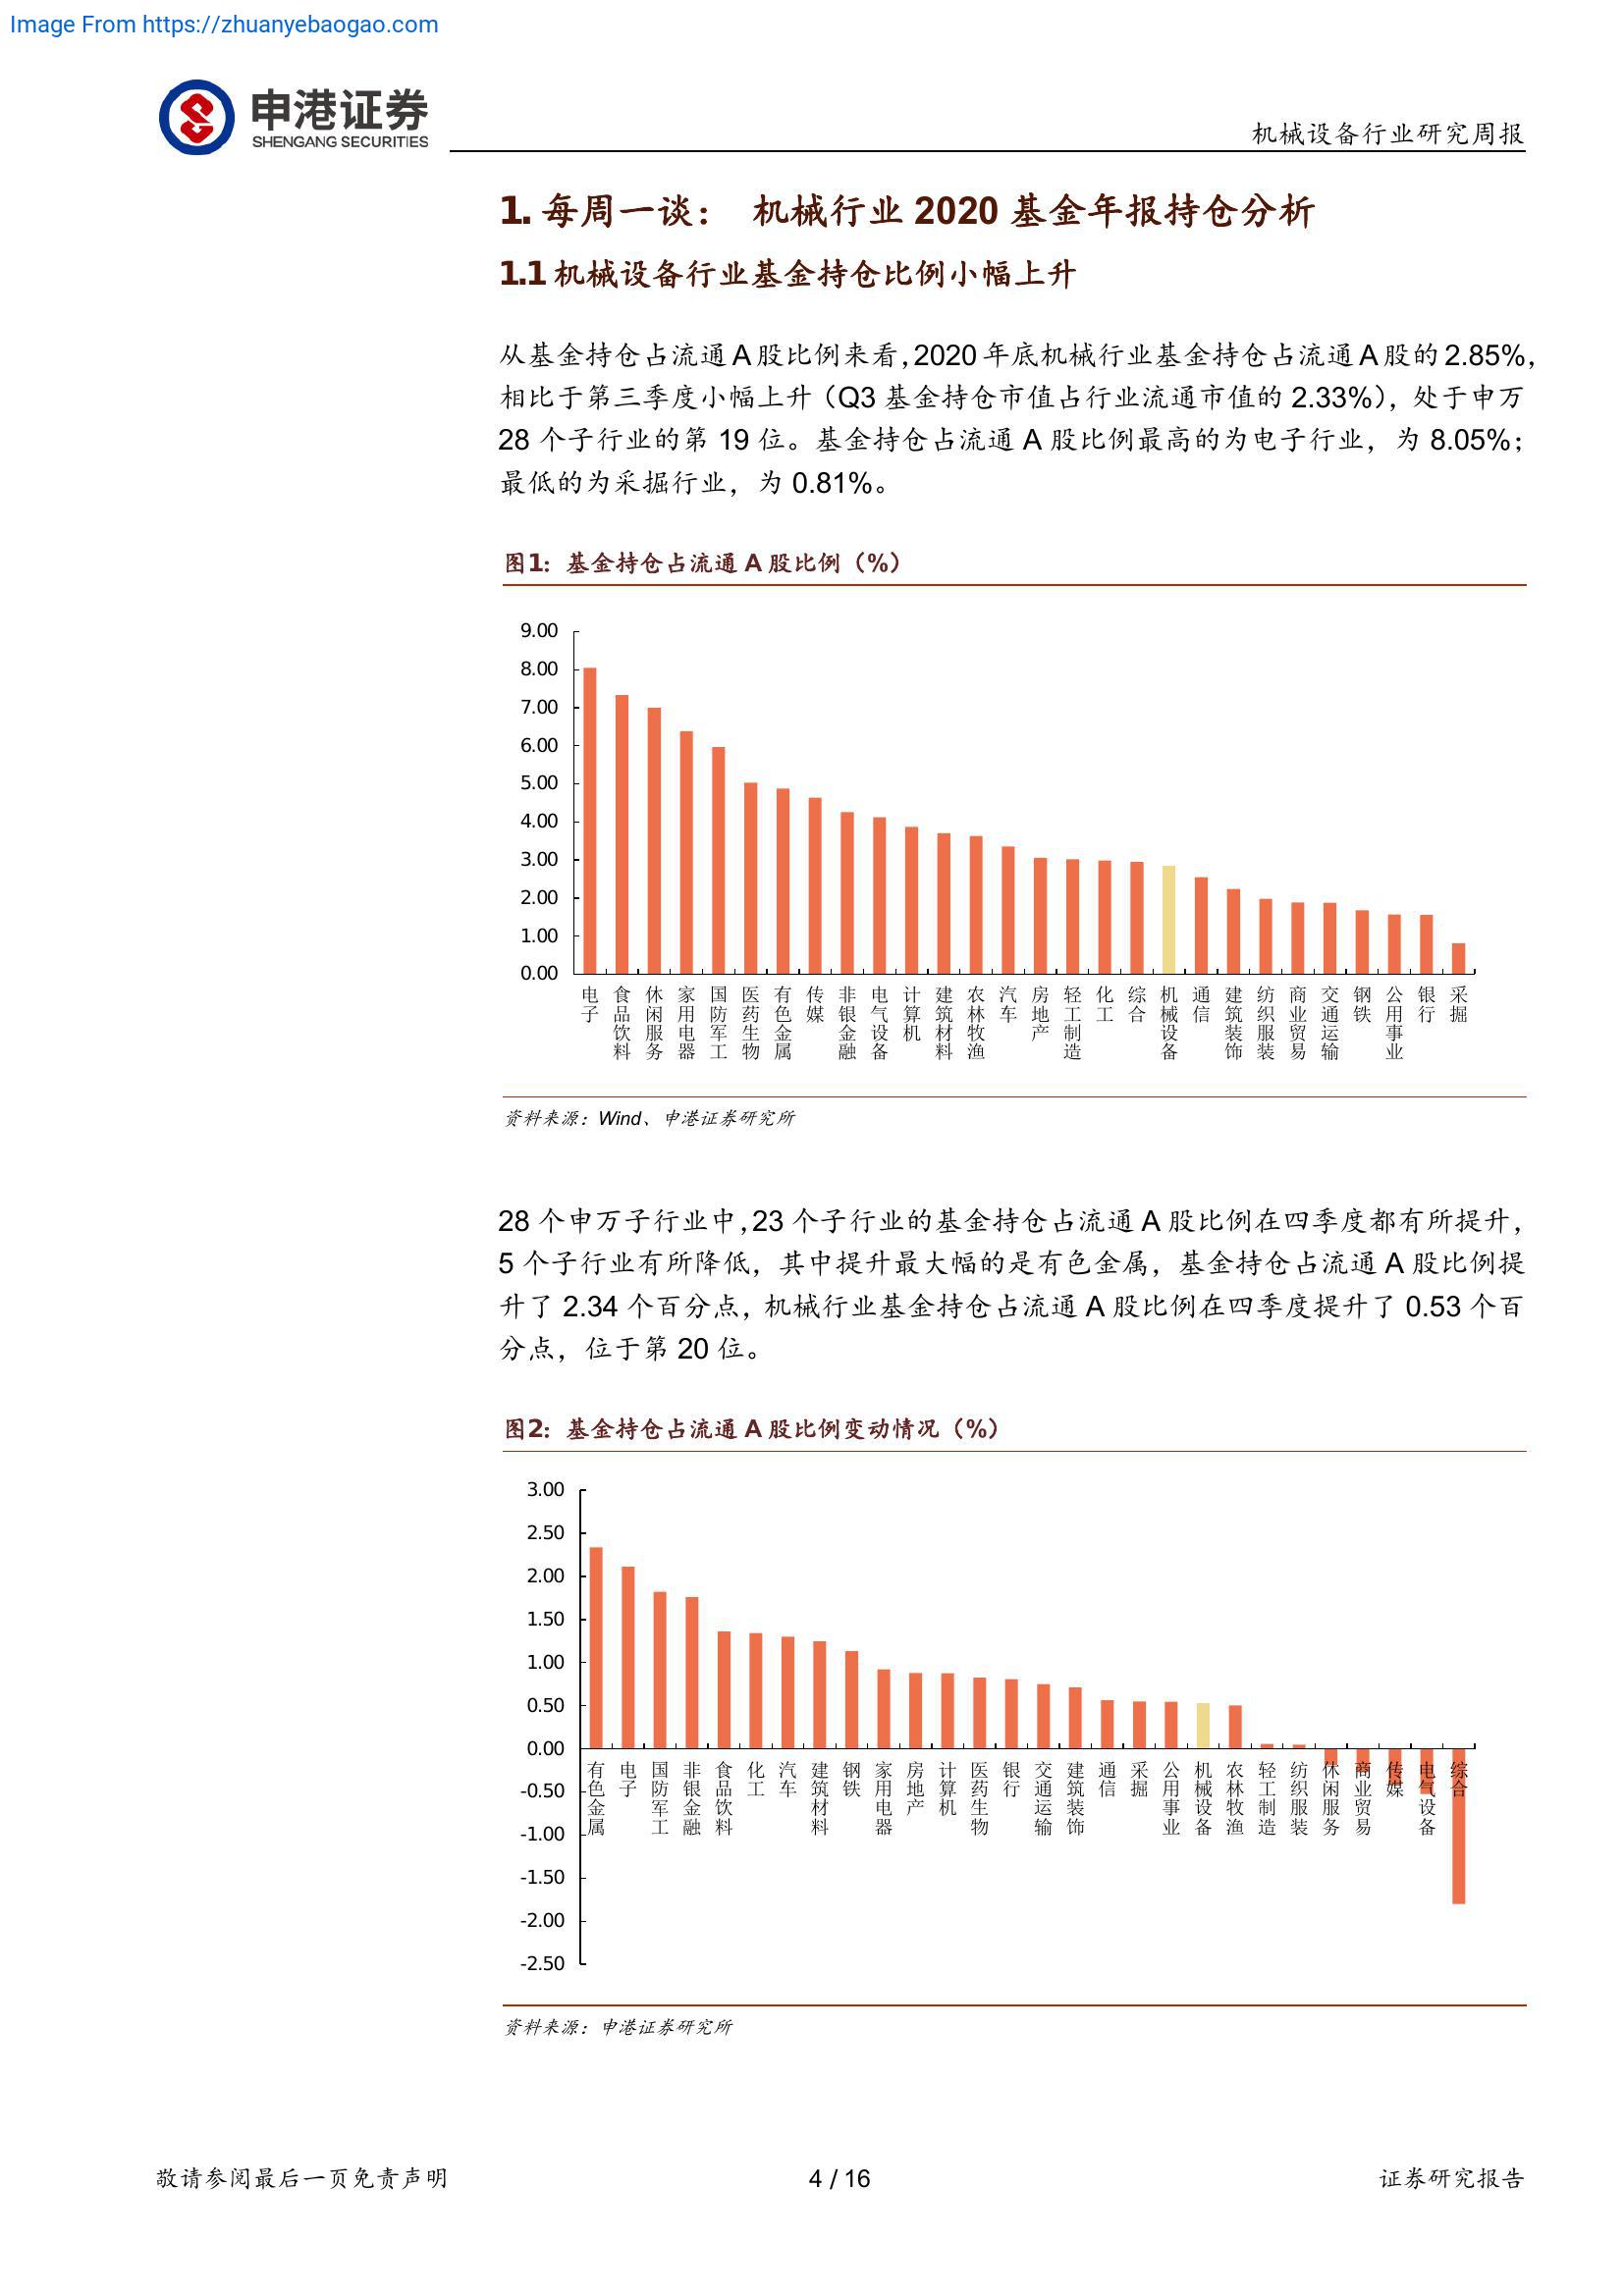 Image From https://zhuanyebaogao.com
申港证券
SHENGANG SECURITIES
机械设备行业研究周报
1. 每周一谈： 机械行业 2020 基金年报持仓分析
1.1 机械设备行业基金持仓比例小幅上升
从基金持仓占流通 A 股比例来看，2020 年底机械行业基金持仓占流通 A 股的 2.85%，
相比于第三季度小幅上升（Q3 基金持仓市值占行业流通市值的 2.33%），处于申万
28 个子行业的第 19 位。基金持仓占流通 A 股比例最高的为电子行业，为 8.05%；
最低的为采掘行业，为 0.81%。
图1：基金持仓占流通 A 股比例（%）
9.00
8.00
7.00
6.00
5.00
4.00
3.00
2.00
1.00
0.00
电子
食品饮料
休闲服务
家用电器
国防军工
医药生物
有色金属
传媒
非银金融
电气设备
计算机
建筑材料
农林牧渔
汽车
房地产
轻工制造
化工
综合
机械设备
通信
建筑装饰
纺织服装
商业贸易
交通运输
钢铁
公用事业
银行
采掘
资料来源：Wind、申港证券研究所
28 个申万子行业中，23 个子行业的基金持仓占流通 A 股比例在四季度都有所提升，
5 个子行业有所降低，其中提升最大幅的是有色金属，基金持仓占流通 A 股比例提
升了 2.34 个百分点，机械行业基金持仓占流通 A 股比例在四季度提升了 0.53 个百
分点，位于第 20 位。
图2：基金持仓占流通 A 股比例变动情况（%）
3.00
2.50
2.00
1.50
1.00
0.50
0.00
-0.50
-1.00
-1.50
-2.00
-2.50
有色金属
电子
国防军工
非银金融
食品饮料
化工
汽车
建筑材料
钢铁
家用电器
房地产
计算机
医药生物
银行
交通运输
建筑装饰
通信
采掘
公用事业
机械设备
农林牧渔
轻工制造
纺织服装
休闲服务
商业贸易
传媒
电气设备
综合
资料来源：申港证券研究所
敬请参阅最后一页免责声明
4 / 16
证券研究报告